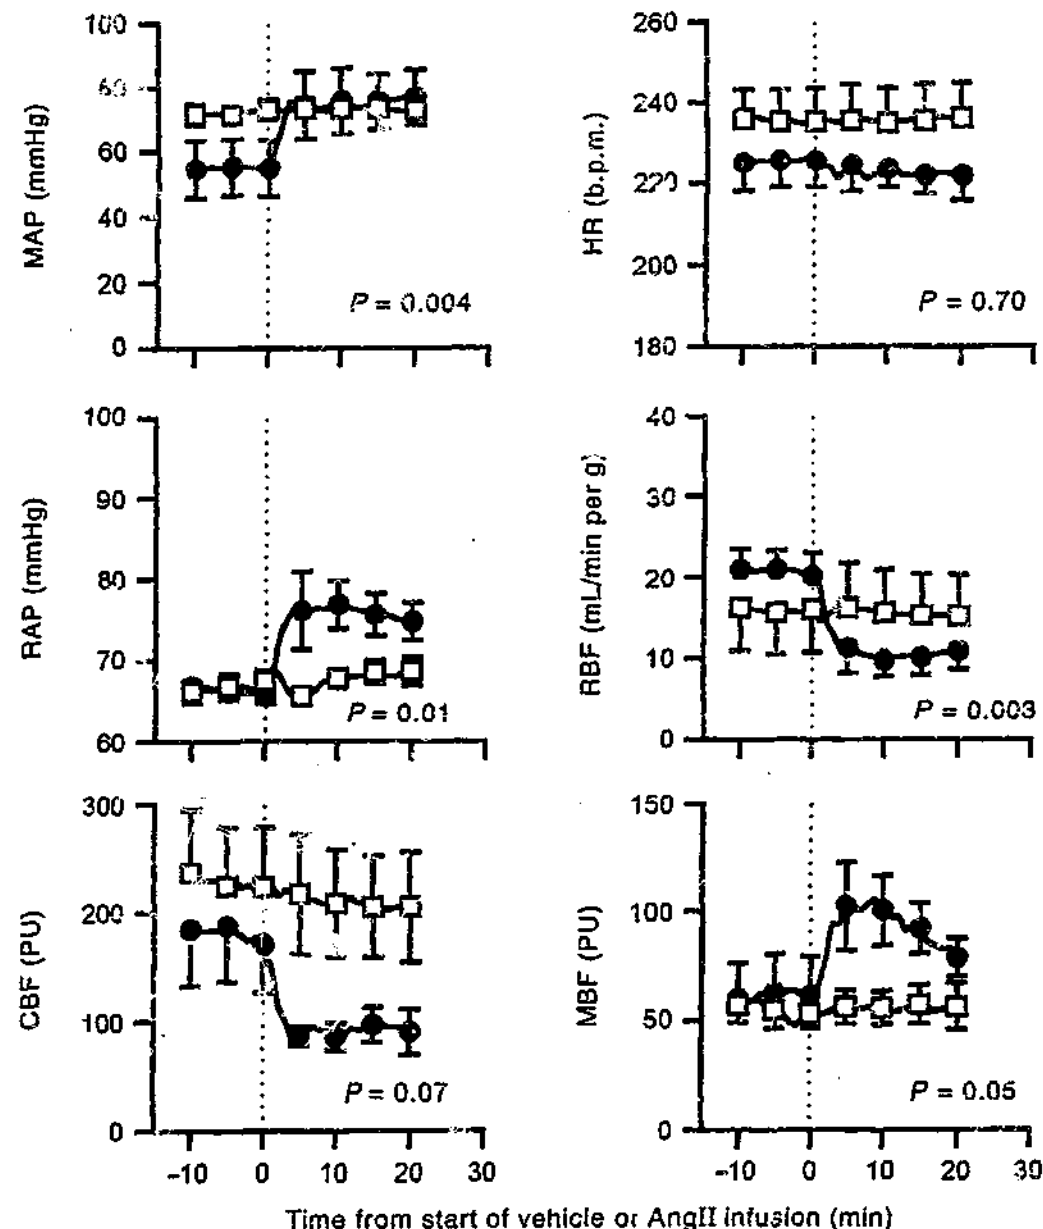 MAP (mmHg)
100
60
40
20
0
P = 0.004
HR (b.p.m.)
260
240
220
200
180
P = 0.70
RAP (mmHg)
100
90
80
70
60
P = 0.01
RBF (mL/min per g)
40
30
20
10
0
P = 0.003
CBF (PU)
300
200
100
0
P = 0.07
-10 0 10 20 30
MBF (PU)
150
100
50
0
P = 0.05
-10 0 10 20 30
Time from start of vehicle or AngII infusion (min)